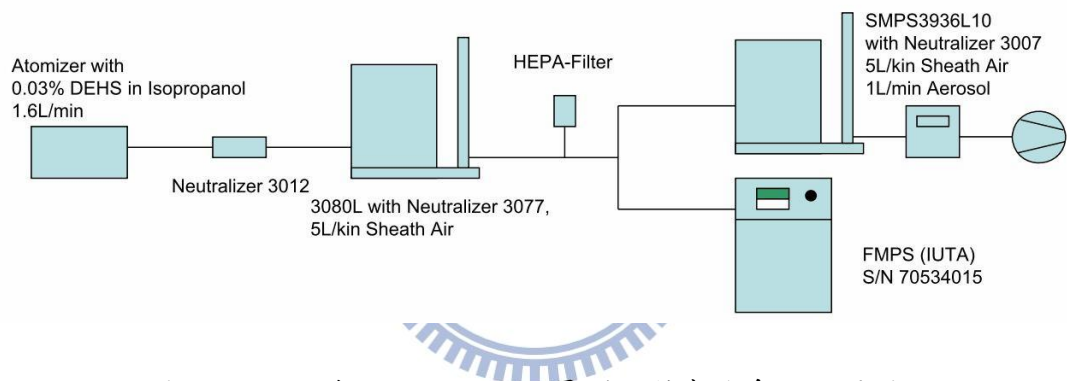 Atomizer with
0.03% DEHS in Isopropanol
1.6L/min
Neutralizer 3012
3080L with Neutralizer 3077,
5L/kin Sheath Air
HEPA-Filter
SMPS3936L10
with Neutralizer 3007
5L/kin Sheath Air
1L/min Aerosol
FMPS (IUTA)
S/N 70534015